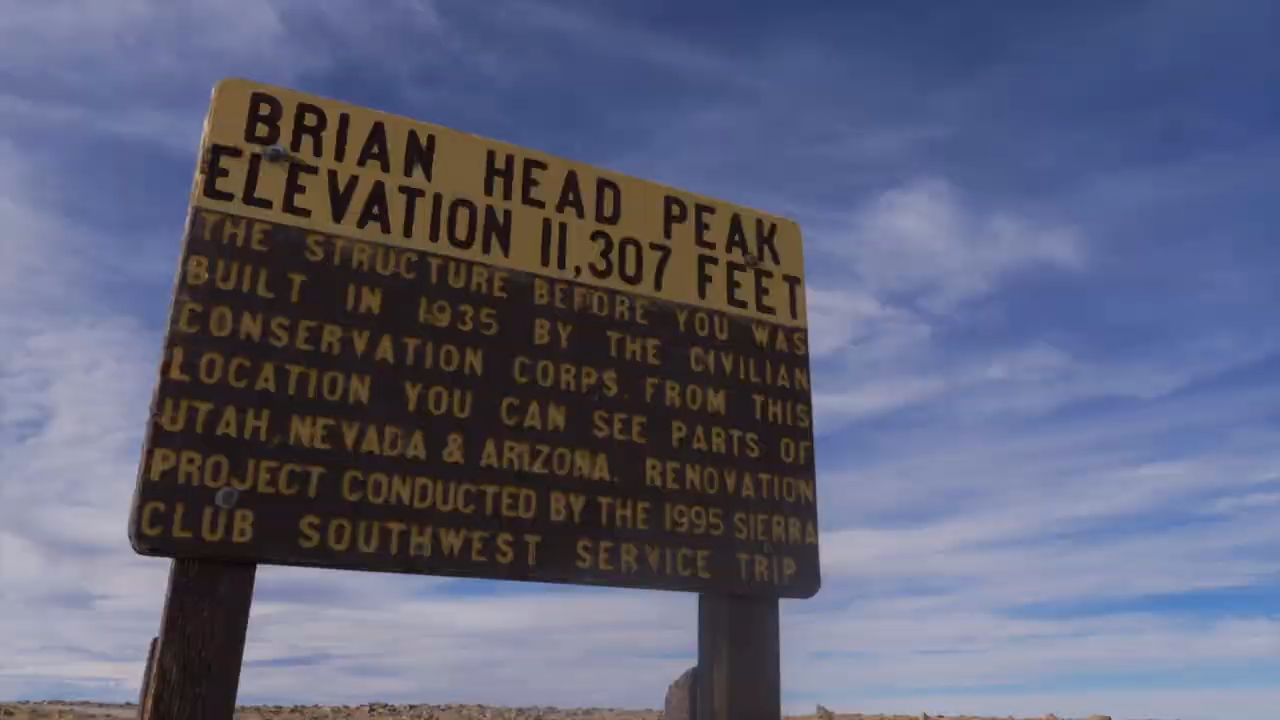 BRIAN HEAD PEAK
ELEVATION 11,307 FEET
THE STRUCTURE BEFORE YOU WAS
BUILT IN 1935 BY THE CIVILIAN
CONSERVATION CORPS. FROM THIS
LOCATION YOU CAN SEE PARTS OF
UTAH, NEVADA & ARIZONA. RENOVATION
PROJECT CONDUCTED BY THE 1995 SIERRA
CLUB SOUTHWEST SERVICE TRIP